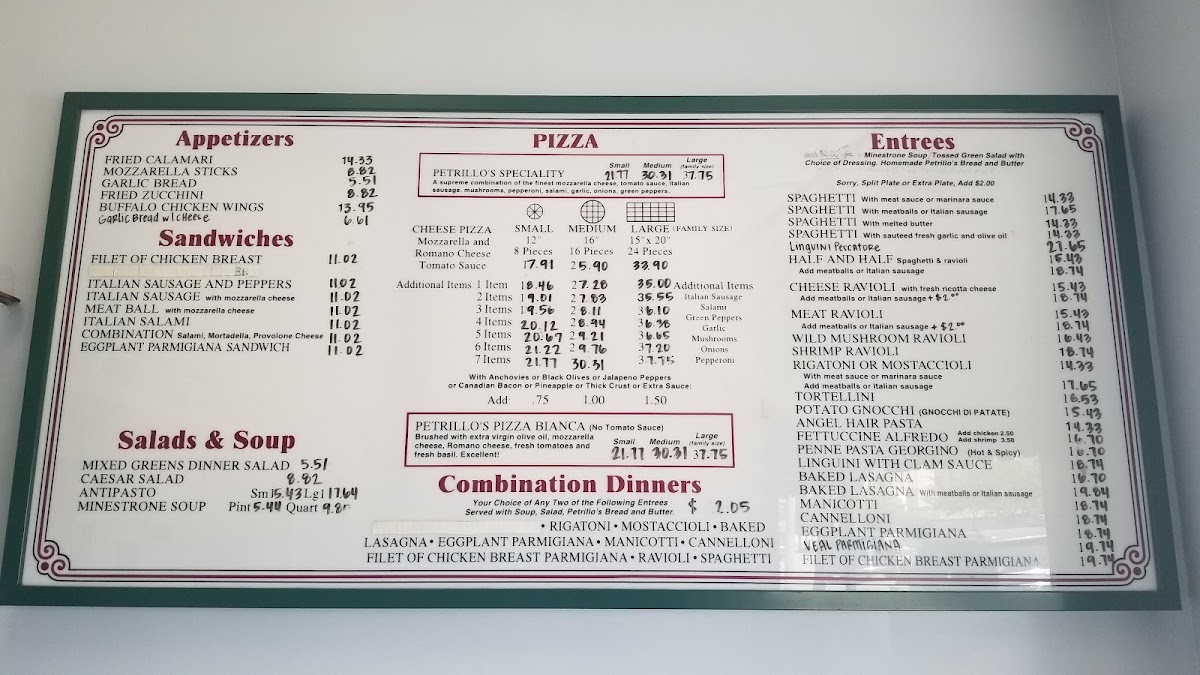 Appetizers
FRIED CALAMARI 14.33
MOZZARELLA STICKS 8.82
GARLIC BREAD 5.51
FRIED ZUCCHINI 8.82
BUFFALO CHICKEN WINGS 13.95
Garlic Bread w/ cheese 6.61
Sandwiches
FILET OF CHICKEN BREAST 11.02
ITALIAN SAUSAGE AND PEPPERS 11.02
ITALIAN SAUSAGE with mozzarella cheese 11.02
MEAT BALL with mozzarella cheese 11.02
ITALIAN SALAMI 11.02
COMBINATION Salami, Mortadella, Provolone Cheese 11.02
EGGPLANT PARMIGIANA SANDWICH 11.02
Salads & Soup
MIXED GREENS DINNER SALAD 5.51
CAESAR SALAD 8.82
ANTIPASTO Sm 15.43 Lg 17.64
MINESTRONE SOUP Pint 5.44 Quart
PIZZA
Small Medium Large
(family size)
PETRILLO'S SPECIALITY 21.77 30.31 37.75
A supreme combination of the finest mozzarella cheese, tomato sauce, Italian
sausage, mushrooms, pepperoni, salami, garlic, onions, green peppers.
CHEESE PIZZA SMALL MEDIUM LARGE (FAMILY SIZE)
Mozzarella and 12" 16" 15" x 20"
Romano Cheese 8 Pieces 16 Pieces 24 Pieces
Tomato Sauce 17.91 25.90 33.90
Additional Items: 1 Item 18.46 27.28 35.00 Additional Items
2 Items 19.01 27.83 35.55 Italian Sausage
3 Items 19.56 28.11 36.10 Salami
4 Items 20.12 28.94 36.38 Green Peppers
5 Items 20.67 29.21 36.65 Garlic
6 Items 21.22 29.76 37.20 Mushrooms
7 Items 21.77 30.31 37.75 Onions
Pepperoni
With Anchovies or Black Olives or Jalapeno Peppers
or Canadian Bacon or Pineapple or Thick Crust or Extra Sauce:
Add: .75 1.00 1.50
PETRILLO'S PIZZA BIANCA (No Tomato Sauce)
Brushed with extra virgin olive oil, mozzarella
cheese, Romano cheese, fresh tomatoes and
fresh basil. Excellent!
Small Medium Large
(family size)
21.77 30.31 37.75
Combination Dinners
Your Choice of Any Two of the Following Entrees
Served with Soup, Salad, Petrillo's Bread and Butter. $ 2.05
• RIGATONI • MOSTACCIOLI • BAKED
LASAGNA • EGGPLANT PARMIGIANA • MANICOTTI • CANNELLONI
FILET OF CHICKEN BREAST PARMIGIANA • RAVIOLI • SPAGHETTI
Entrees
Minestrone Soup, Tossed Green Salad with
Choice of Dressing, Homemade Petrillo's Bread and Butter
Sorry, Split Plate or Extra Plate, Add $2.00
SPAGHETTI With meat sauce or marinara sauce 14.33
SPAGHETTI With meatballs or Italian sausage 17.65
SPAGHETTI With melted butter 14.33
SPAGHETTI With sauteed fresh garlic and olive oil 14.33
Linguini Pescatore 27.65
HALF AND HALF Spaghetti & ravioli 15.43
Add meatballs or Italian sausage 18.74
CHEESE RAVIOLI with fresh ricotta cheese 15.43
Add meatballs or Italian sausage + $2.00 18.74
MEAT RAVIOLI 15.43
Add meatballs or Italian sausage + $2.00 18.74
WILD MUSHROOM RAVIOLI 16.43
SHRIMP RAVIOLI 18.74
RIGATONI OR MOSTACCIOLI 14.33
With meat sauce or marinara sauce
Add meatballs or Italian sausage 17.65
TORTELLINI 16.53
POTATO GNOCCHI (GNOCCHI DI PATATE) 15.43
ANGEL HAIR PASTA 14.33
FETTUCCINE ALFREDO Add chicken 2.50 Add shrimp 3.50 16.70
PENNE PASTA GEORGINO (Hot & Spicy) 16.70
LINGUINI WITH CLAM SAUCE 18.74
BAKED LASAGNA 16.70
BAKED LASAGNA With meatballs or Italian sausage 19.84
MANICOTTI 18.74
CANNELLONI 18.74
EGGPLANT PARMIGIANA 18.74
VEAL PARMIGIANA 19.74
FILET OF CHICKEN BREAST PARMIGIANA 19.74